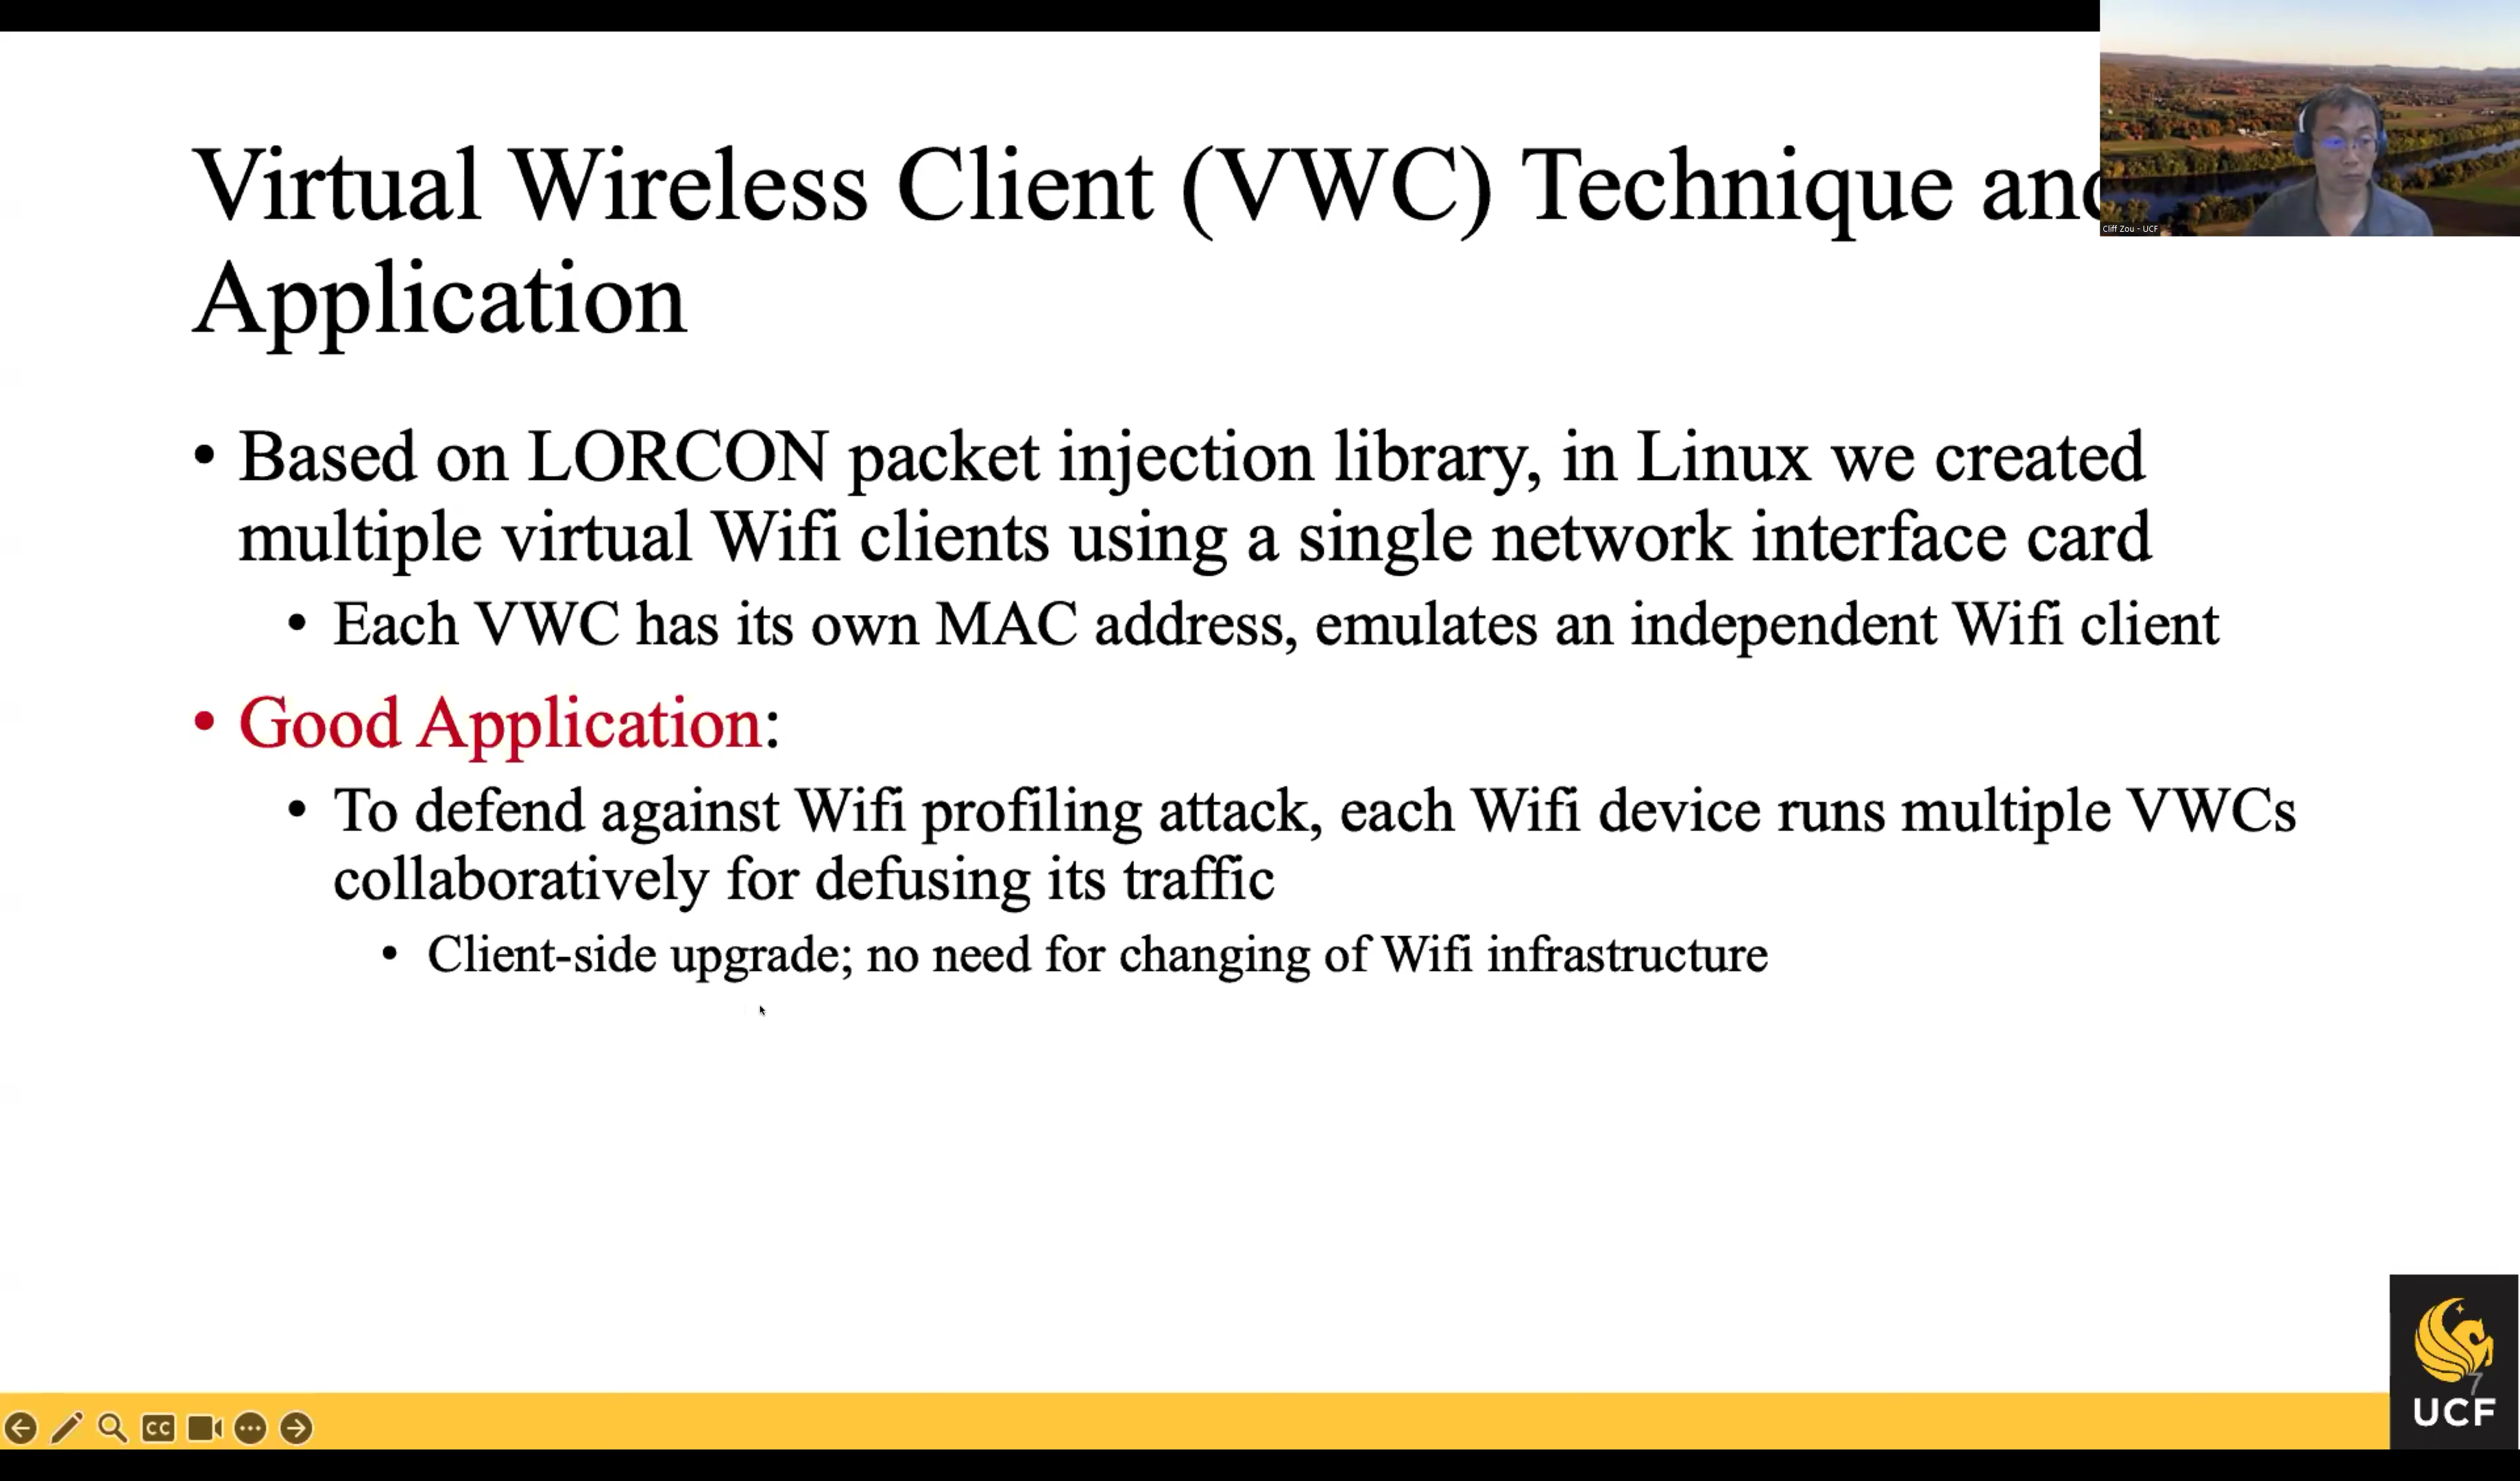 Virtual Wireless Client (VWC) Technique and
Application
Cliff Zou - UCF
• Based on LORCON packet injection library, in Linux we created
multiple virtual Wifi clients using a single network interface card
• Each VWC has its own MAC address, emulates an independent Wifi client
• Good Application:
• To defend against Wifi profiling attack, each Wifi device runs multiple VWCs
collaboratively for defusing its traffic
• Client-side upgrade; no need for changing of Wifi infrastructure
7
UCF
CC